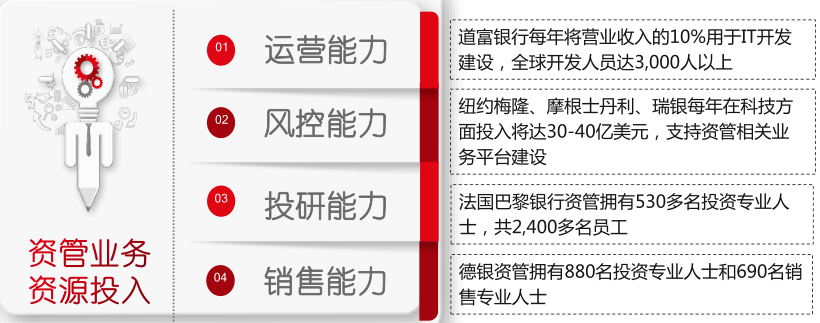 资管业务
资源投入
01
运营能力
道富银行每年将营业收入的10%用于IT开发
建设，全球开发人员达3,000人以上
02
风控能力
纽约梅隆、摩根士丹利、瑞银每年在科技方
面投入将达30-40亿美元，支持资管相关业
务平台建设
03
投研能力
法国巴黎银行资管拥有530多名投资专业人
士，共2,400多名员工
04
销售能力
德银资管拥有880名投资专业人士和690名销
售专业人士